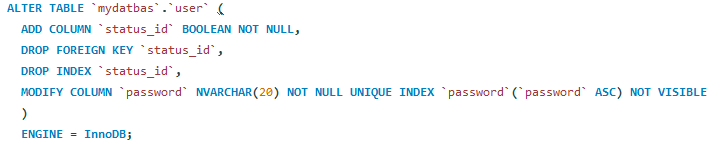 ALTER TABLE `mydatbas`.`user` (
ADD COLUMN `status_id` BOOLEAN NOT NULL,
DROP FOREIGN KEY `status_id`,
DROP INDEX `status_id`,
MODIFY COLUMN `password` NVARCHAR(20) NOT NULL UNIQUE INDEX `password`(`password` ASC) NOT VISIBLE
)
ENGINE = InnoDB;